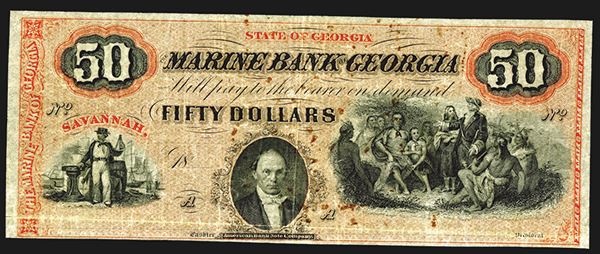 STATE OF GEORGIA
50
MARINE BANK OF GEORGIA
50
Will pay to the bearer on demand
No
FIFTY DOLLARS
No
SAVANNAH,
18
A
A
Cashier
American Bank Note Company
President
THE MARINE BANK OF GEORGIA